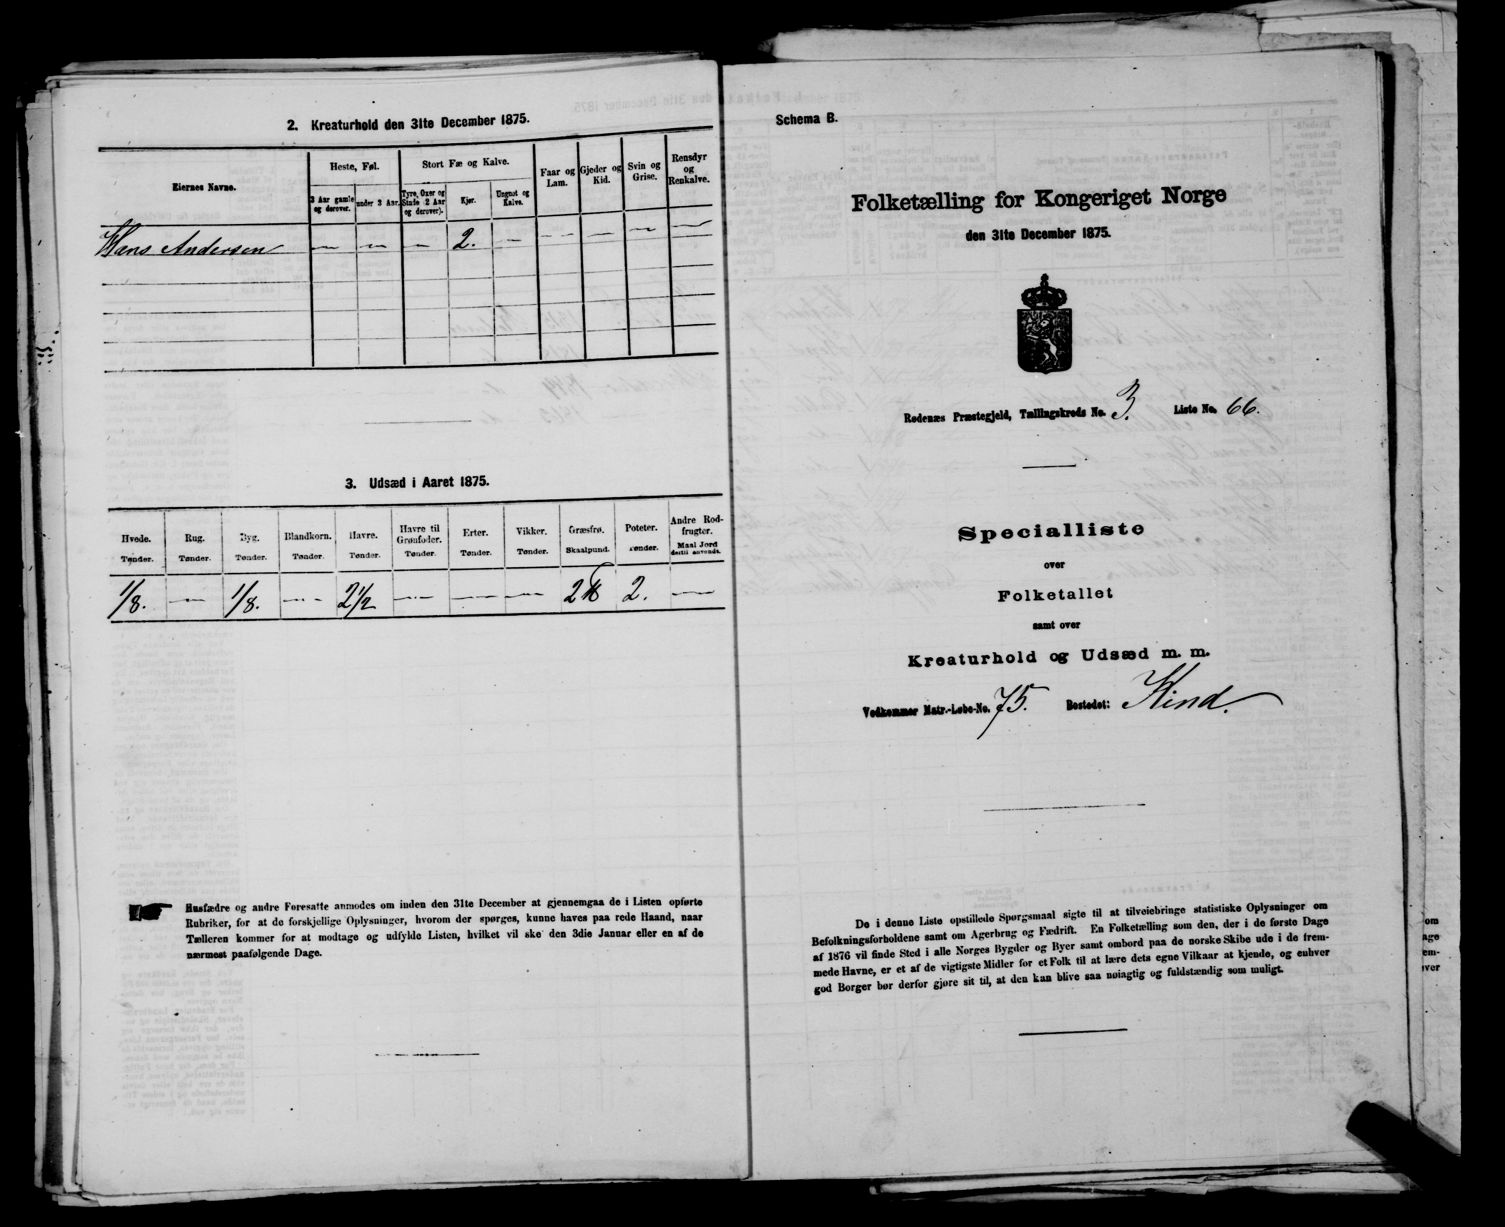 2. Kreaturhold den 31te December 1875.
Eiernes Navne.
Heste, Føl.
Stort Fæ og Kalve.
Faar og Lam.
Gjeder og Kid.
Svin og Grise.
Rensdyr og Renkalve.
3 Aar gamle og derover.
under 3 Aar.
Tyre, Oxer og Stude (2 Aar og derover).
Kjør.
Ungnøt og Kalve.
Hans Andersen — — — 2. — — — — —
3. Udsæd i Aaret 1875.
Hvede. Rug. Byg. Blandkorn. Havre. Havre til Grønfoder. Erter. Vikker. Græsfrø. Poteter. Andre Rodfrugter.
Tønder. Tønder. Tønder. Tønder. Tønder. Tønder. Tønder. Tønder. Skaalpund. Tønder. Maal Jord dertil anvendt.
1/8. — 1/8. — 2 1/2 — — — 2 ℔ 2. —
Husfædre og andre Foresatte anmodes om inden den 31te December at gjennemgaa de i Listen opførte
Rubriker, for at de forskjellige Oplysninger, hvorom der spørges, kunne haves paa rede Haand, naar
Tælleren kommer for at modtage og udfylde Listen, hvilket vil ske den 3die Januar eller en af de
nærmest paafølgende Dage.
Schema B.
Folketælling for Kongeriget Norge
den 31te December 1875.
Rødenæs Præstegjeld, Tællingskreds No. 3. Liste No. 66.
Specialliste
over
Folketallet
samt over
Kreaturhold og Udsæd m. m.
Vedkommer Matr.-Løbe-No. 75. Bostedet: Kind.
De i denne Liste opstillede Spørgsmaal sigte til at tilveiebringe statistiske Oplysninger om
Befolkningsforholdene samt om Agerbrug og Fædrift. En Folketælling som den, der i de første Dage
af 1876 vil finde Sted i alle Norges Bygder og Byer samt ombord paa de norske Skibe ude i de frem-
mede Havne, er et af de vigtigste Midler for et Folk til at lære dets egne Vilkaar at kjende, og enhver
god Borger bør derfor gjøre sit til, at den kan blive saa nøiagtig og fuldstændig som muligt.